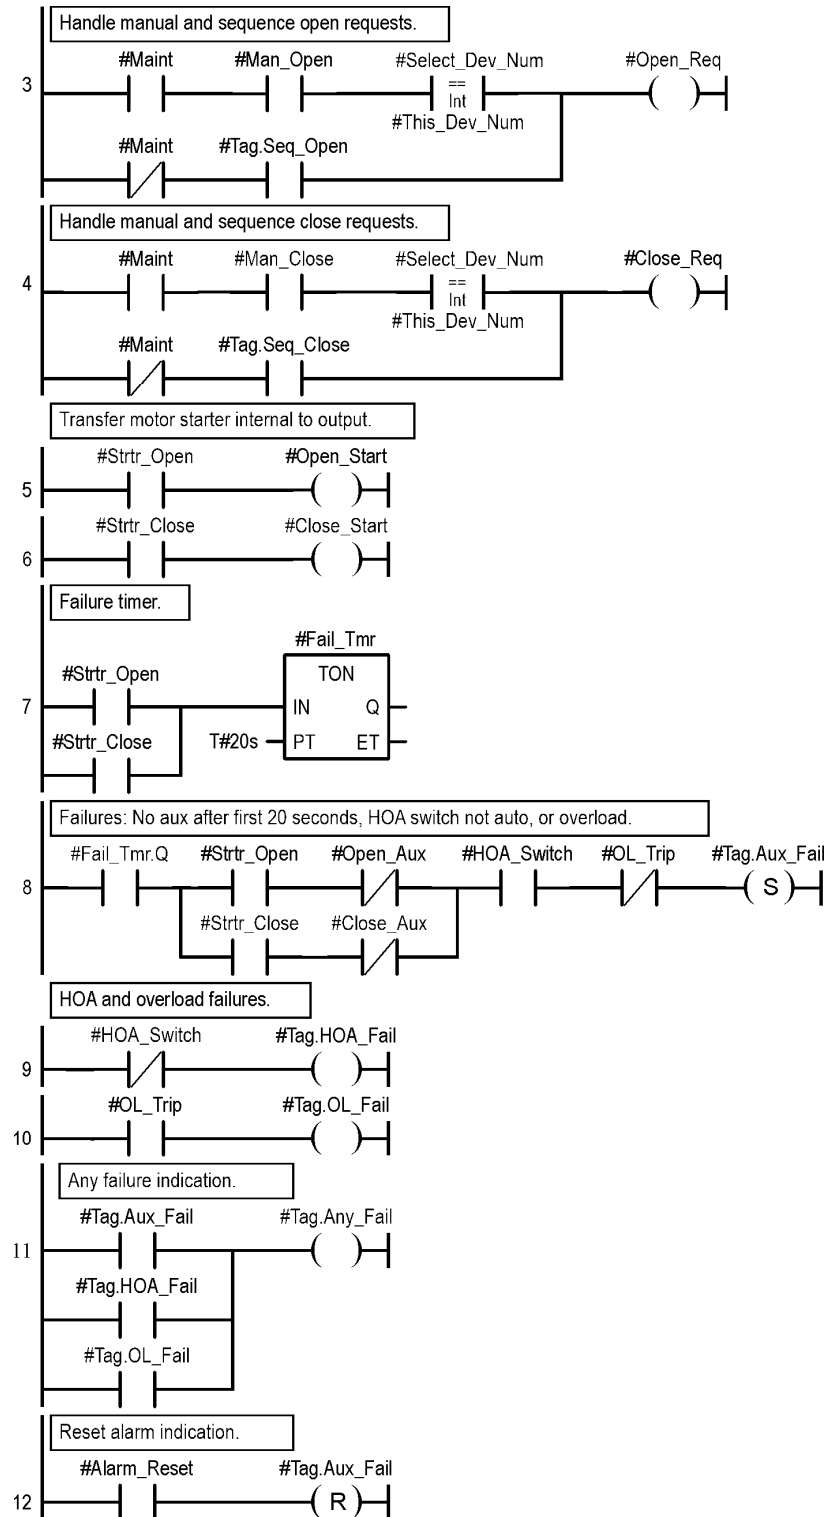 Handle manual and sequence open requests.
#Maint #Man_Open #Select_Dev_Num #Open_Req
3
==
Int
#This_Dev_Num
#Maint #Tag.Seq_Open
Handle manual and sequence close requests.
#Maint #Man_Close #Select_Dev_Num #Close_Req
4
==
Int
#This_Dev_Num
#Maint #Tag.Seq_Close
Transfer motor starter internal to output.
#Strtr_Open #Open_Start
5
#Strtr_Close #Close_Start
6
Failure timer.
#Fail_Tmr
#Strtr_Open TON
7 IN Q
#Strtr_Close T#20s PT ET
Failures: No aux after first 20 seconds, HOA switch not auto, or overload.
#Fail_Tmr.Q #Strtr_Open #Open_Aux #HOA_Switch #OL_Trip #Tag.Aux_Fail
8 S
#Strtr_Close #Close_Aux
HOA and overload failures.
#HOA_Switch #Tag.HOA_Fail
9
#OL_Trip #Tag.OL_Fail
10
Any failure indication.
#Tag.Aux_Fail #Tag.Any_Fail
11
#Tag.HOA_Fail
#Tag.OL_Fail
Reset alarm indication.
#Alarm_Reset #Tag.Aux_Fail
12 R